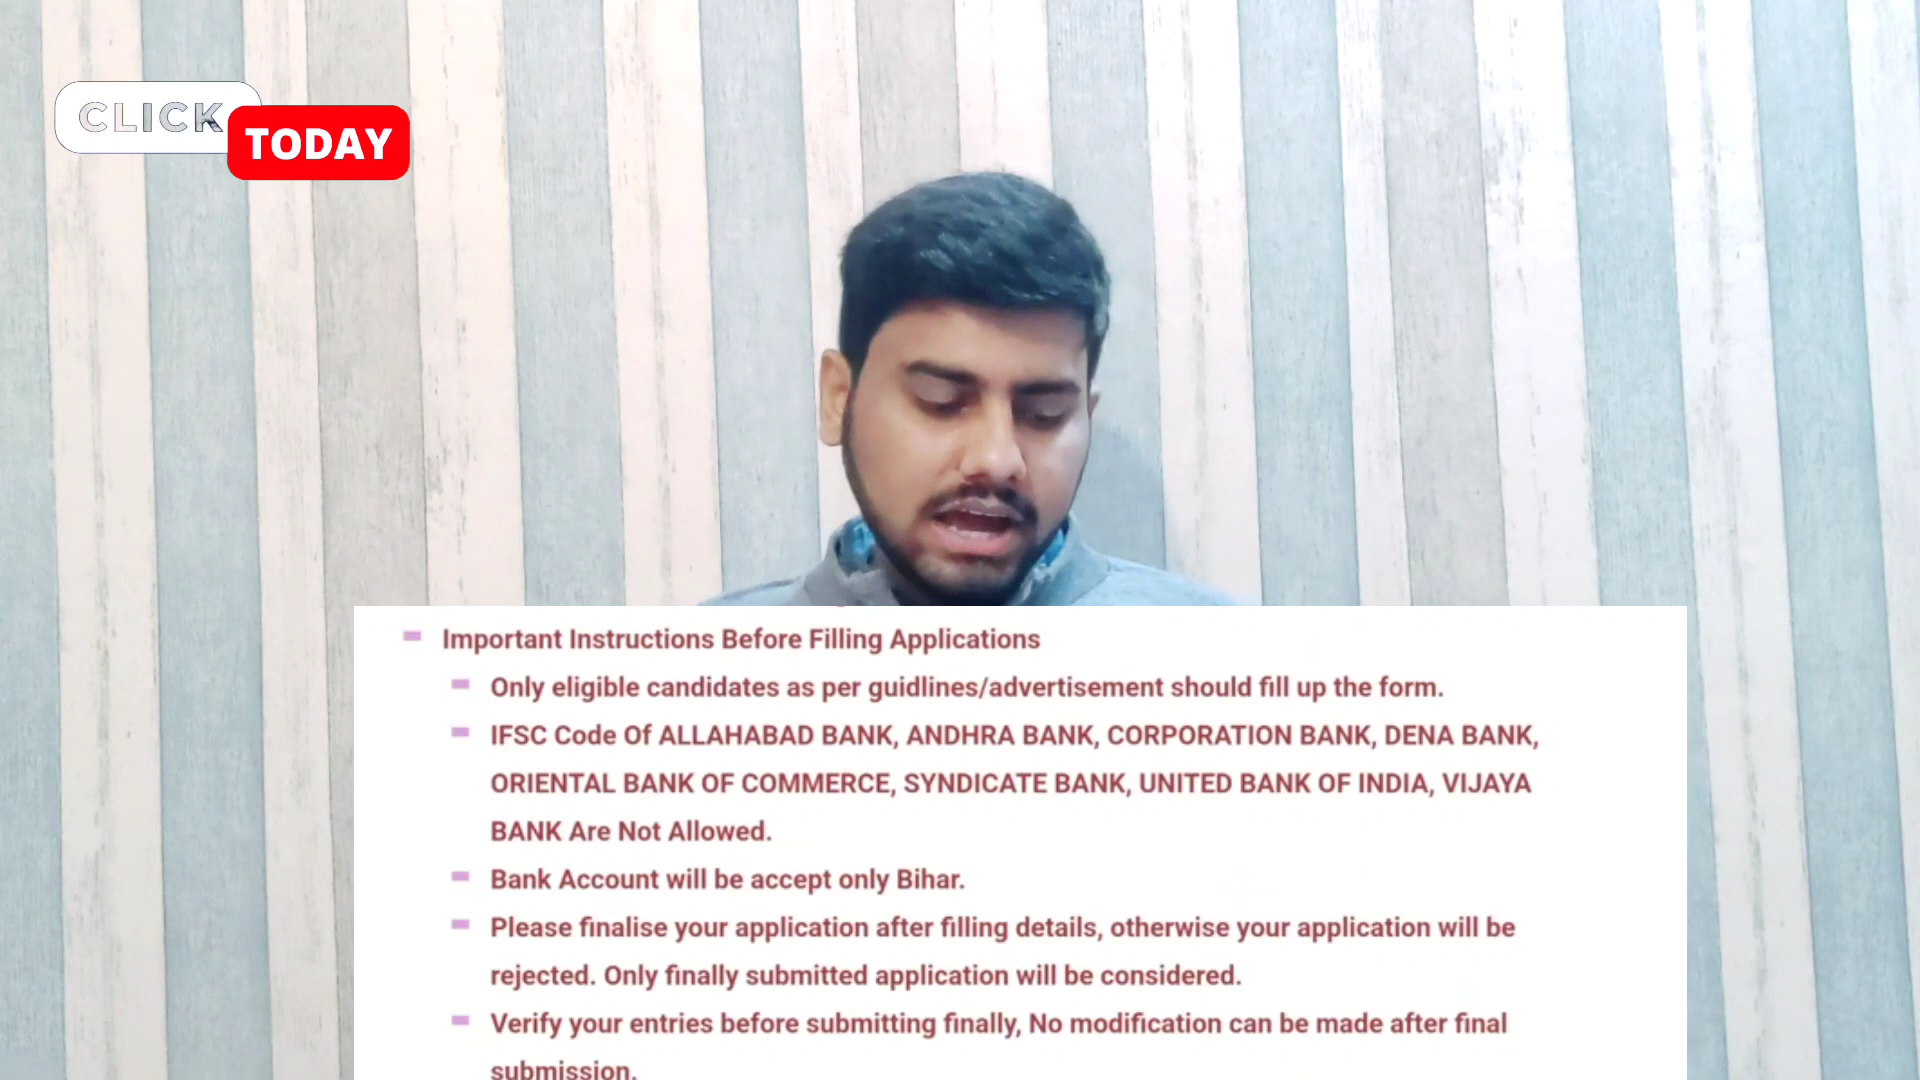 CLICK
TODAY
Important Instructions Before Filling Applications
Only eligible candidates as per guidlines/advertisement should fill up the form.
IFSC Code Of ALLAHABAD BANK, ANDHRA BANK, CORPORATION BANK, DENA BANK,
ORIENTAL BANK OF COMMERCE, SYNDICATE BANK, UNITED BANK OF INDIA, VIJAYA
BANK Are Not Allowed.
Bank Account will be accept only Bihar.
Please finalise your application after filling details, otherwise your application will be
rejected. Only finally submitted application will be considered.
Verify your entries before submitting finally, No modification can be made after final
submission.